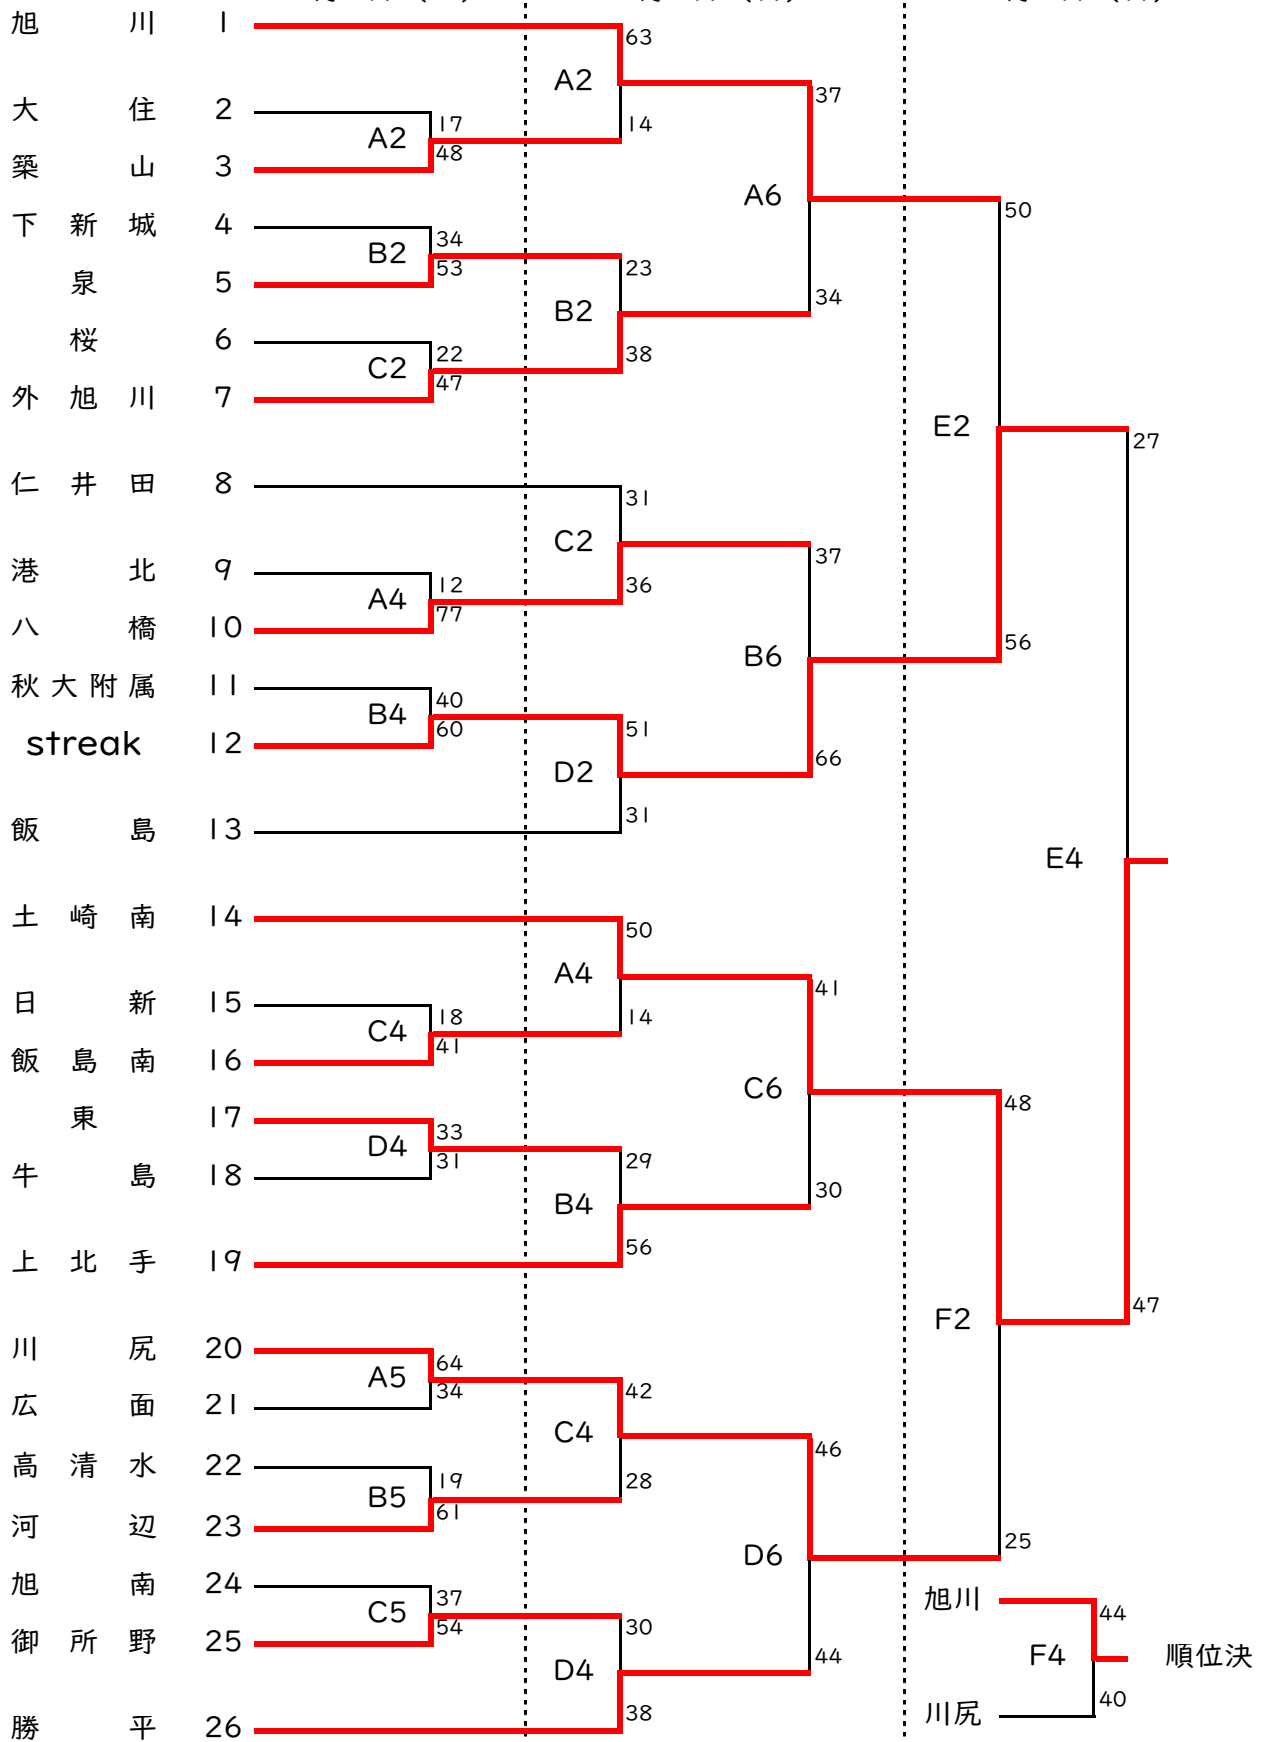 旭川 1
63
A2
37
大住 2
17
14
A2
48
築山 3
A6
50
下新城 4
34
B2
53
23
泉 5
34
B2
桜 6
22
38
C2
47
外旭川 7
E2
27
仁井田 8
31
C2
37
港北 9
12
36
A4
77
八橋 10
56
B6
秋大附属 11
40
B4
60
51
streak 12
66
D2
31
飯島 13
E4
土崎南 14
50
A4
41
日新 15
18
14
C4
41
飯島南 16
C6
48
東 17
33
D4
31
29
牛島 18
30
B4
56
上北手 19
47
F2
川尻 20
64
A5
34
42
広面 21
C4
46
高清水 22
19
28
B5
61
河辺 23
25
D6
旭南 24
37
C5
54
30
御所野 25
44
D4
38
勝平 26
旭川
44
F4
順位決
40
川尻